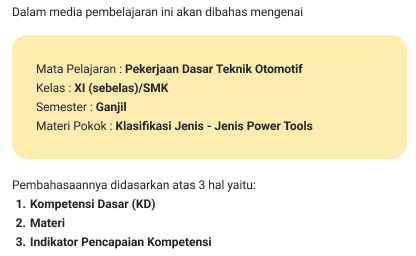 Dalam media pembelajaran ini akan dibahas mengenai
Mata Pelajaran : Pekerjaan Dasar Teknik Otomotif
Kelas : XI (sebelas)/SMK
Semester : Ganjil
Materi Pokok : Klasifikasi Jenis - Jenis Power Tools
Pembahasaannya didasarkan atas 3 hal yaitu:
1. Kompetensi Dasar (KD)
2. Materi
3. Indikator Pencapaian Kompetensi